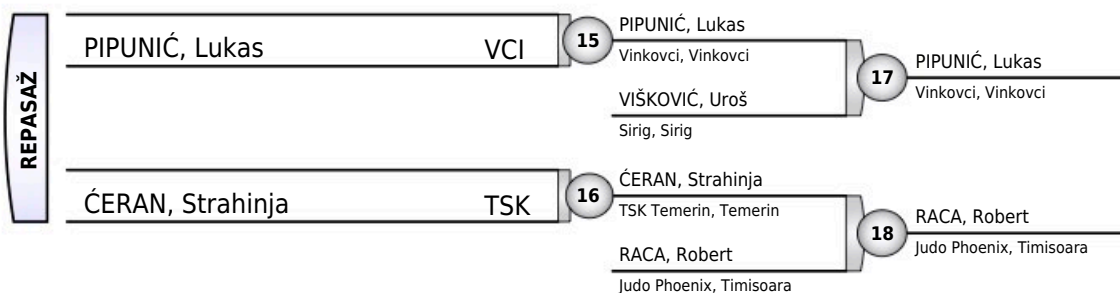 REPASAŽ
PIPUNIĆ, Lukas VCI
15
PIPUNIĆ, Lukas
Vinkovci, Vinkovci
VIŠKOVIĆ, Uroš
Sirig, Sirig
17
PIPUNIĆ, Lukas
Vinkovci, Vinkovci
ĆERAN, Strahinja TSK
16
ĆERAN, Strahinja
TSK Temerin, Temerin
RACA, Robert
Judo Phoenix, Timisoara
18
RACA, Robert
Judo Phoenix, Timisoara